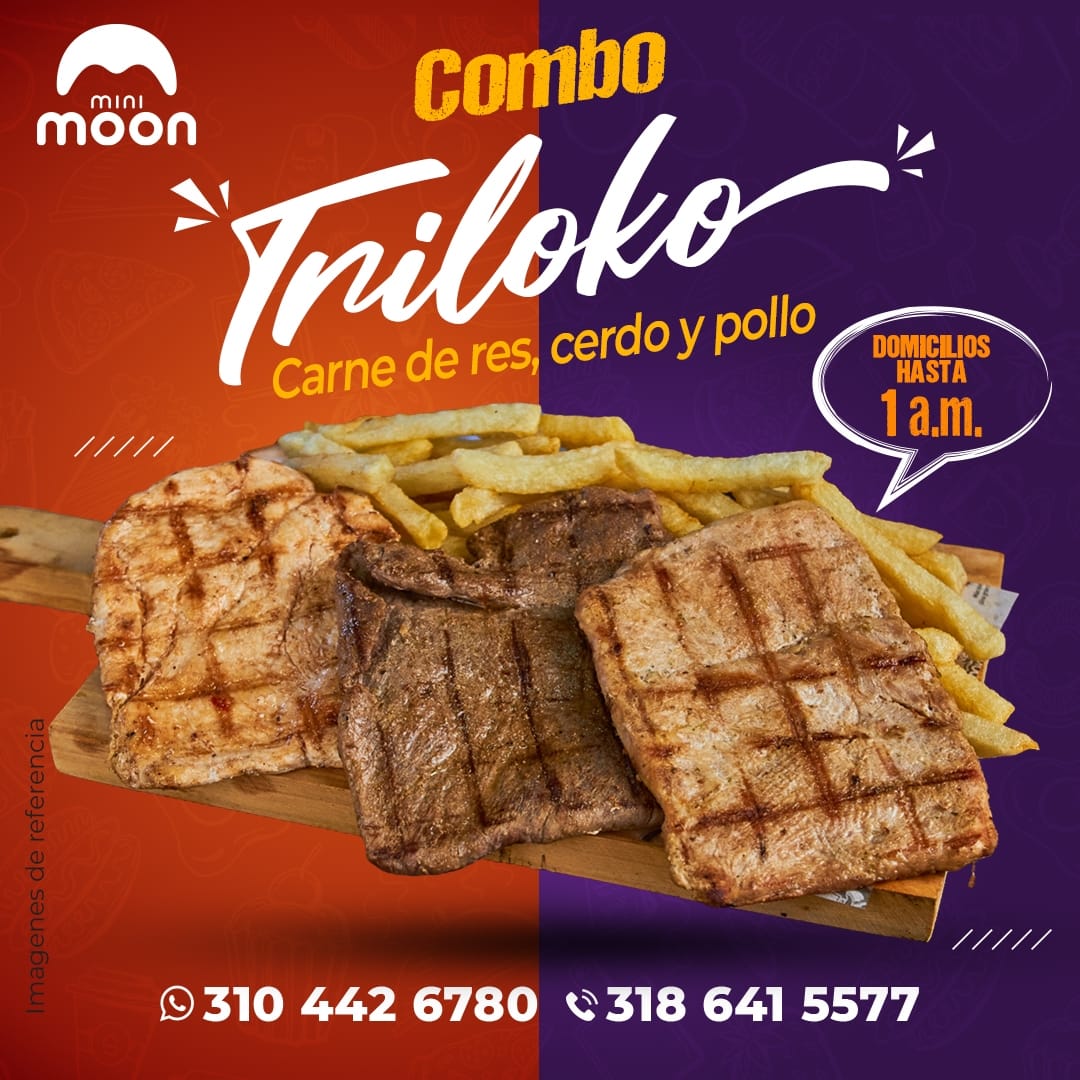 mini
moon
Combo
Triloko
Carne de res, cerdo y pollo
DOMICILIOS
HASTA
1 a.m.
Imagenes de referencia
310 442 6780
318 641 5577